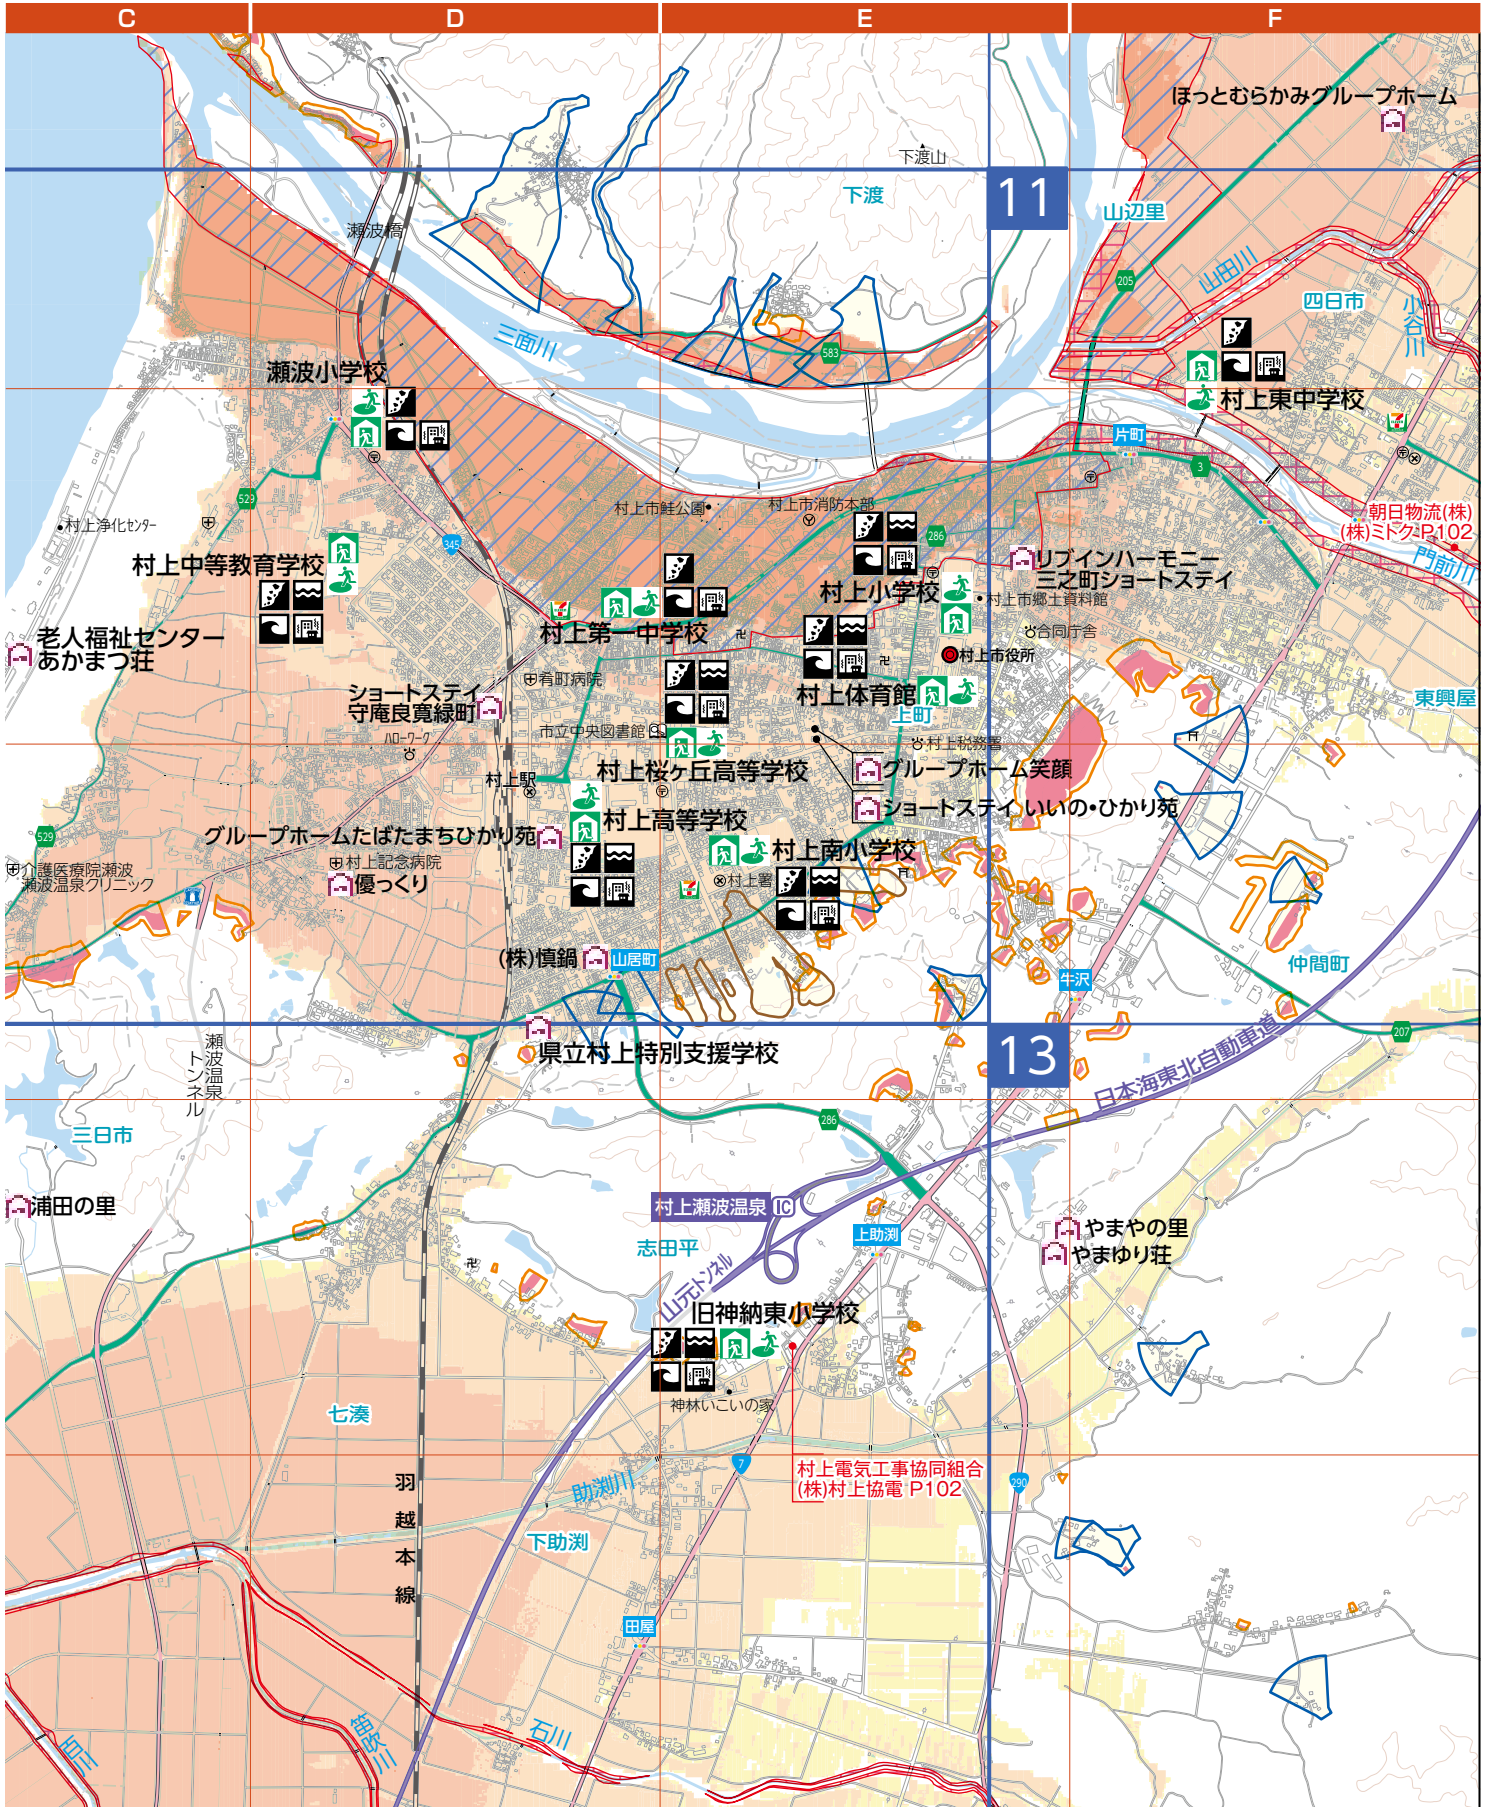 C
D
E
F
ほっとむらかみグループホーム
下渡山
下渡
11
山辺里
瀬波橋
山田川
205
四日市
小谷川
三面川
583
瀬波小学校
村上東中学校
片町
3
529
村上浄化センター
村上市鮭公園
村上市消防本部
286
朝日物流(株)
(株)ミトク P102
門前川
345
村上中等教育学校
リブインハーモニー
三之町ショートステイ
村上小学校
村上市郷土資料館
老人福祉センター
あかまつ荘
村上第一中学校
合同庁舎
村上市役所
肴町病院
ショートステイ
守庵良寛緑町
村上体育館
上町
東興屋
市立中央図書館
ハローワーク
村上税務署
村上駅
村上桜ヶ丘高等学校
グループホーム笑顔
ショートステイ いいの・ひかり苑
529
グループホームたばたまちひかり苑
村上高等学校
村上南小学校
介護医療院瀬波
瀬波温泉クリニック
村上記念病院
優っくり
村上署
(株)慎鍋
山居町
牛沢
仲間町
県立村上特別支援学校
13
207
瀬波温泉
トンネル
日本海東北自動車道
三日市
286
浦田の里
村上瀬波温泉
IC
上助渕
志田平
やまやの里
やまゆり荘
山元トンネル
旧神納東小学校
神林いこいの家
七湊
7
村上電気工事協同組合
(株)村上協電 P102
290
羽越本線
助渕川
下助渕
田屋
百川
笛吹川
石川